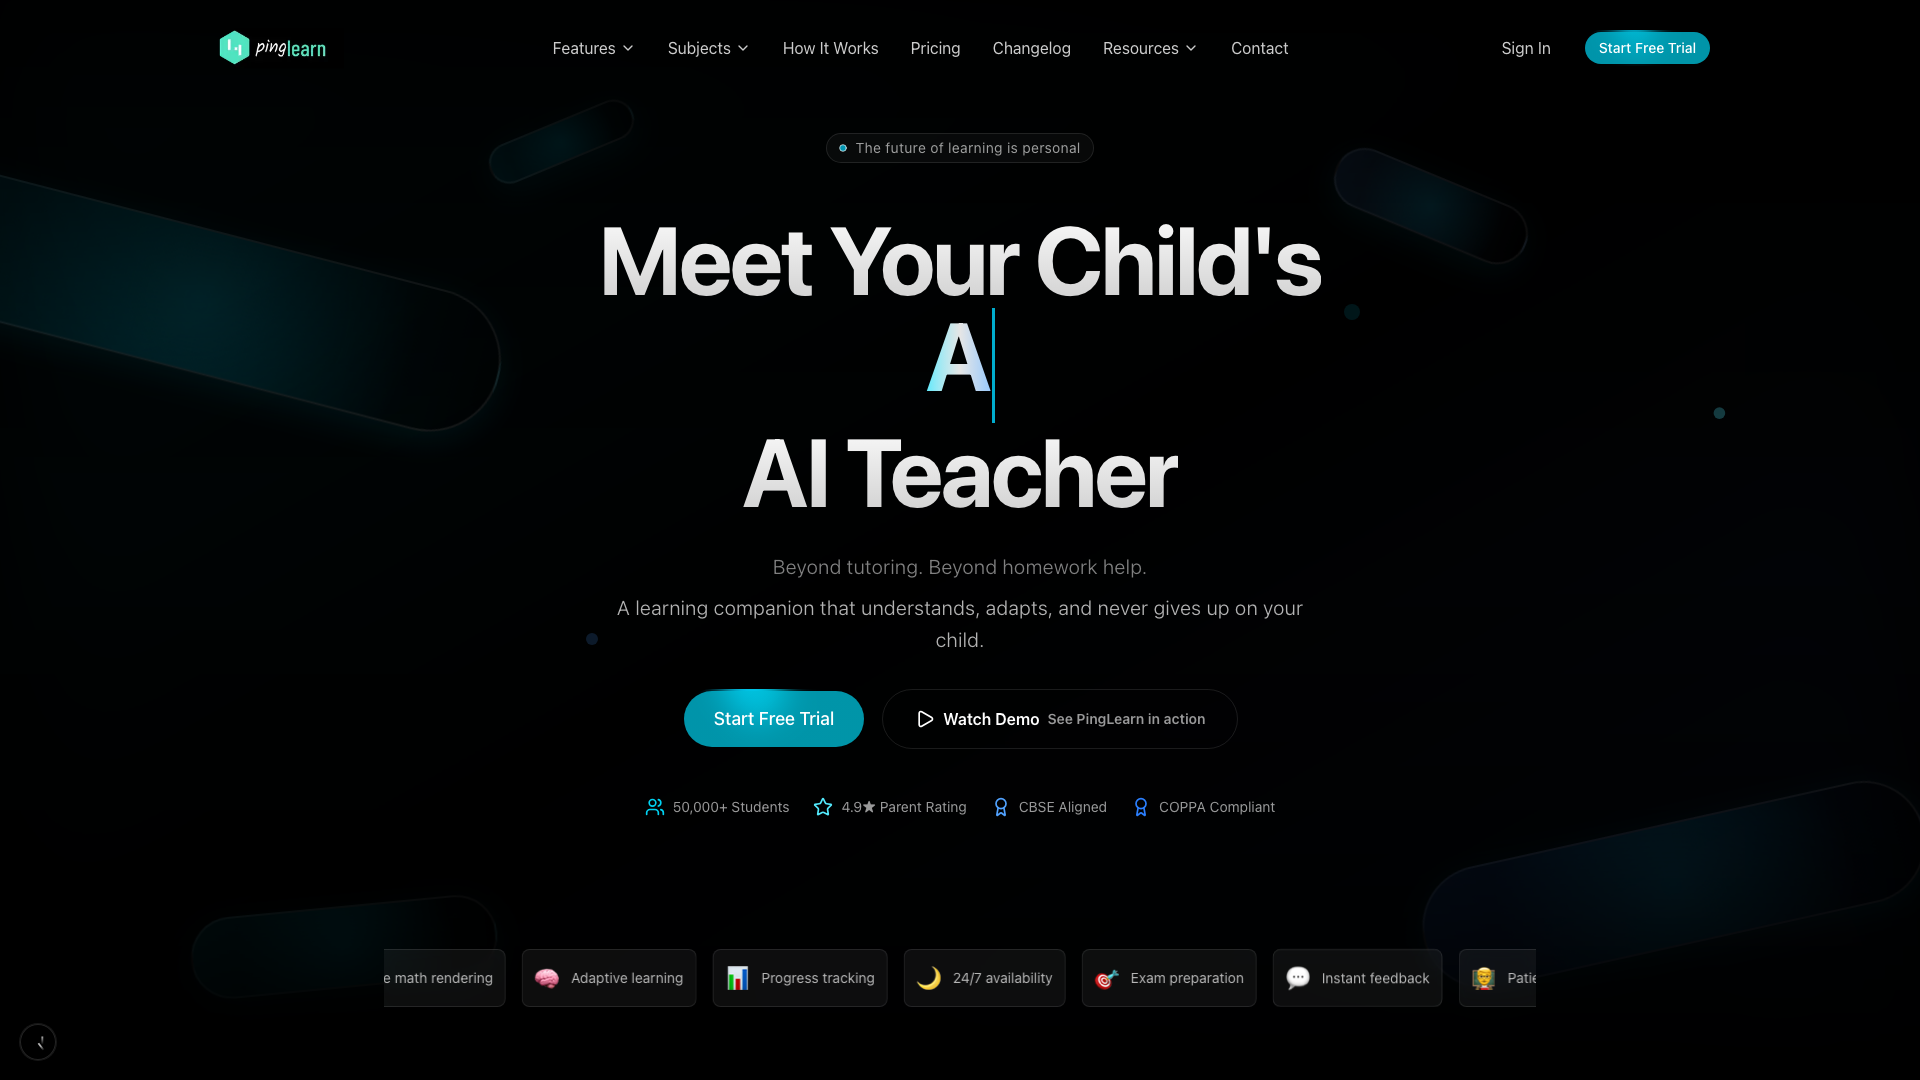 pinglearn
Features
Subjects
How It Works
Pricing
Changelog
Resources
Contact
Sign In
Start Free Trial
The future of learning is personal
Meet Your Child's
A
AI Teacher
Beyond tutoring. Beyond homework help.
A learning companion that understands, adapts, and never gives up on your
child.
Start Free Trial
Watch Demo See PingLearn in action
50,000+ Students
4.9★ Parent Rating
CBSE Aligned
COPPA Compliant
e math rendering
Adaptive learning
Progress tracking
24/7 availability
Exam preparation
Instant feedback
Patie